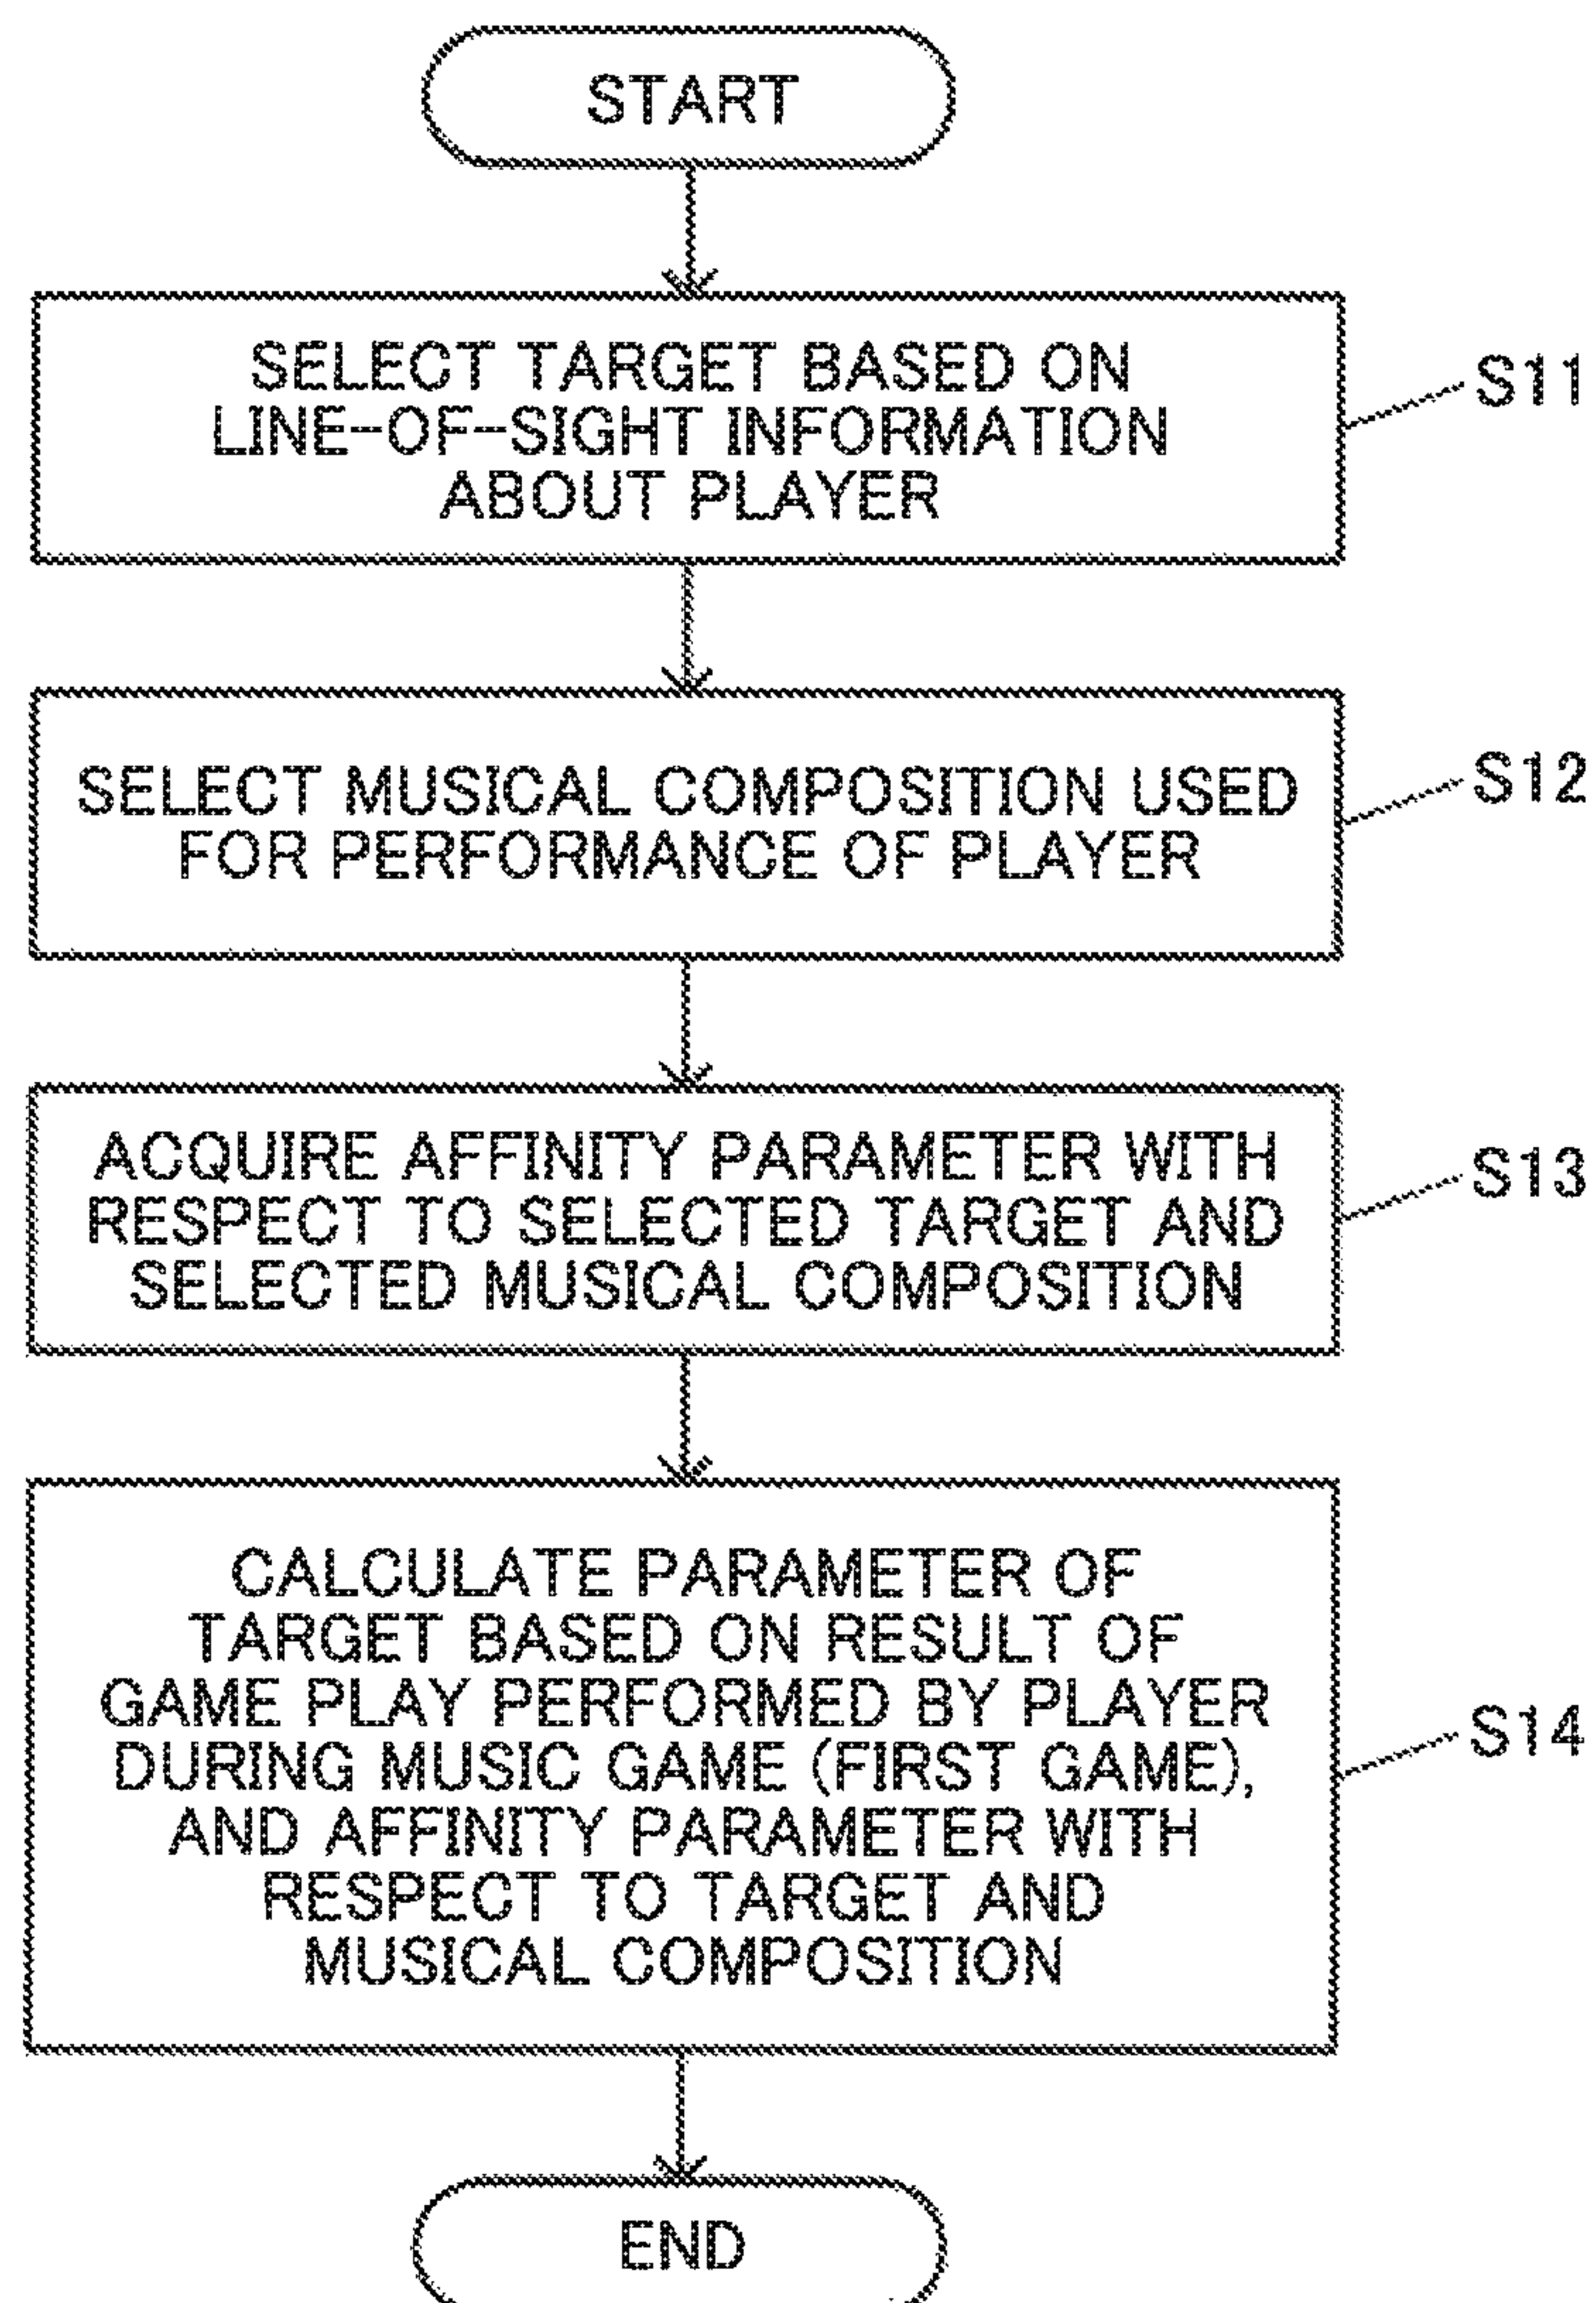 START
SELECT TARGET BASED ON
LINE-OF-SIGHT INFORMATION
ABOUT PLAYER
S11
SELECT MUSICAL COMPOSITION USED
FOR PERFORMANCE OF PLAYER
S12
ACQUIRE AFFINITY PARAMETER WITH
RESPECT TO SELECTED TARGET AND
SELECTED MUSICAL COMPOSITION
S13
CALCULATE PARAMETER OF
TARGET BASED ON RESULT OF
GAME PLAY PERFORMED BY PLAYER
DURING MUSIC GAME (FIRST GAME),
AND AFFINITY PARAMETER WITH
RESPECT TO TARGET AND
MUSICAL COMPOSITION
S14
END